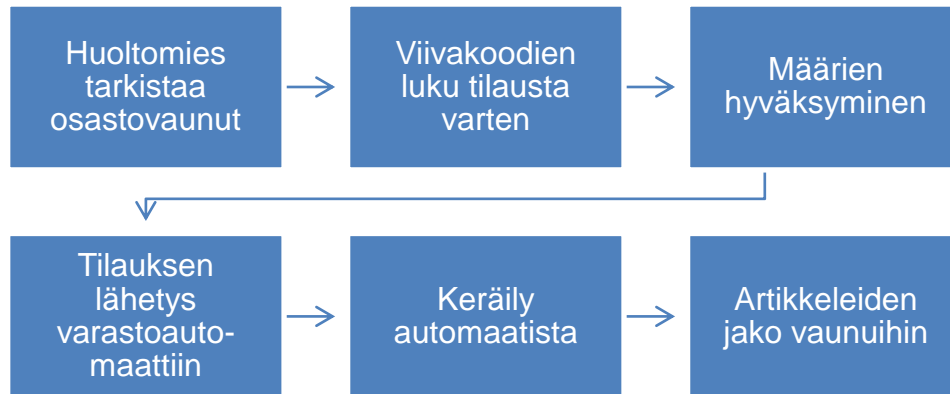 Huoltomies
tarkistaa
osastovaunut
Viivakoodien
luku tilausta
varten
Määrien
hyväksyminen
Tilauksen
lähetys
varastoauto-
maattiin
Keräily
automaatista
Artikkeleiden
jako vaunuihin